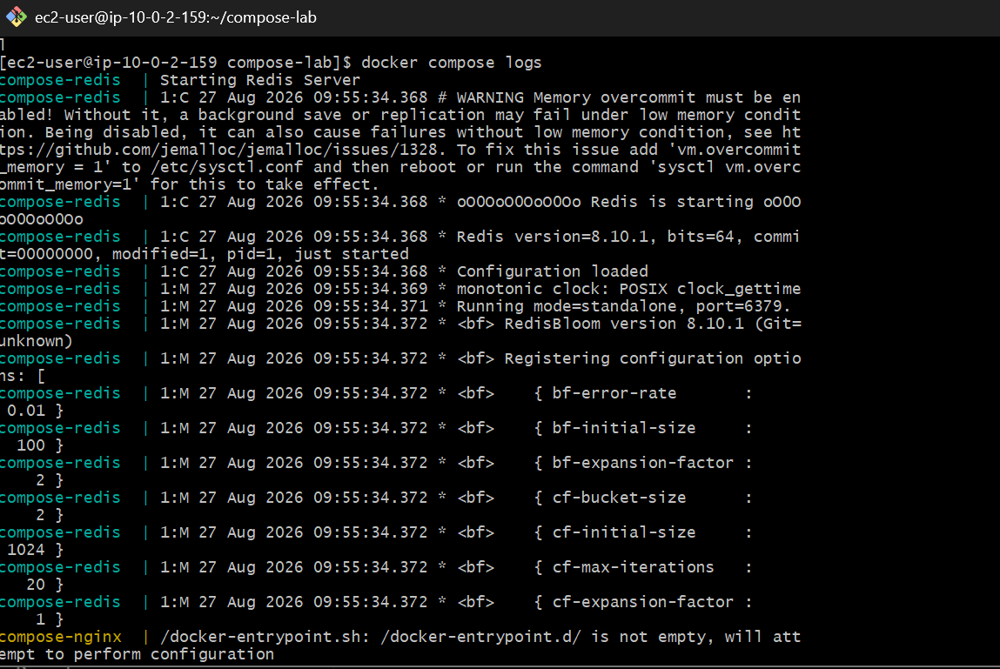 ec2-user@ip-10-0-2-159:~/compose-lab
]
[ec2-user@ip-10-0-2-159 compose-lab]$ docker compose logs
compose-redis  | Starting Redis Server
compose-redis  | 1:C 27 Aug 2026 09:55:34.368 # WARNING Memory overcommit must be en
abled! Without it, a background save or replication may fail under low memory condit
ion. Being disabled, it can also cause failures without low memory condition, see ht
tps://github.com/jemalloc/jemalloc/issues/1328. To fix this issue add 'vm.overcommit
_memory = 1' to /etc/sysctl.conf and then reboot or run the command 'sysctl vm.overc
ommit_memory=1' for this to take effect.
compose-redis  | 1:C 27 Aug 2026 09:55:34.368 * oO0OoO0OoO0Oo Redis is starting oO0O
oO0OoO0Oo
compose-redis  | 1:C 27 Aug 2026 09:55:34.368 * Redis version=8.10.1, bits=64, commi
t=00000000, modified=1, pid=1, just started
compose-redis  | 1:C 27 Aug 2026 09:55:34.368 * Configuration loaded
compose-redis  | 1:M 27 Aug 2026 09:55:34.369 * monotonic clock: POSIX clock_gettime
compose-redis  | 1:M 27 Aug 2026 09:55:34.371 * Running mode=standalone, port=6379.
compose-redis  | 1:M 27 Aug 2026 09:55:34.372 * <bf> RedisBloom version 8.10.1 (Git=
unknown)
compose-redis  | 1:M 27 Aug 2026 09:55:34.372 * <bf> Registering configuration optio
ns: [
compose-redis  | 1:M 27 Aug 2026 09:55:34.372 * <bf>    { bf-error-rate       :
 0.01 }
compose-redis  | 1:M 27 Aug 2026 09:55:34.372 * <bf>    { bf-initial-size     :
  100 }
compose-redis  | 1:M 27 Aug 2026 09:55:34.372 * <bf>    { bf-expansion-factor :
    2 }
compose-redis  | 1:M 27 Aug 2026 09:55:34.372 * <bf>    { cf-bucket-size      :
    2 }
compose-redis  | 1:M 27 Aug 2026 09:55:34.372 * <bf>    { cf-initial-size     :
 1024 }
compose-redis  | 1:M 27 Aug 2026 09:55:34.372 * <bf>    { cf-max-iterations   :
   20 }
compose-redis  | 1:M 27 Aug 2026 09:55:34.372 * <bf>    { cf-expansion-factor :
    1 }
compose-nginx  | /docker-entrypoint.sh: /docker-entrypoint.d/ is not empty, will att
empt to perform configuration